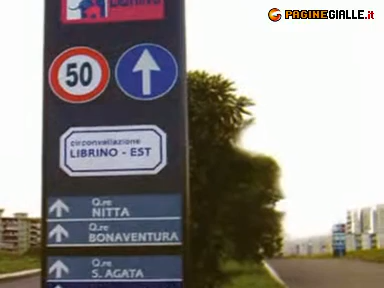 PAGINEGIALLE.it
50
circonvallazione
LIBRINO - EST
Q.re
NITTA
Q.re
BONAVENTURA
Q.re
S. AGATA